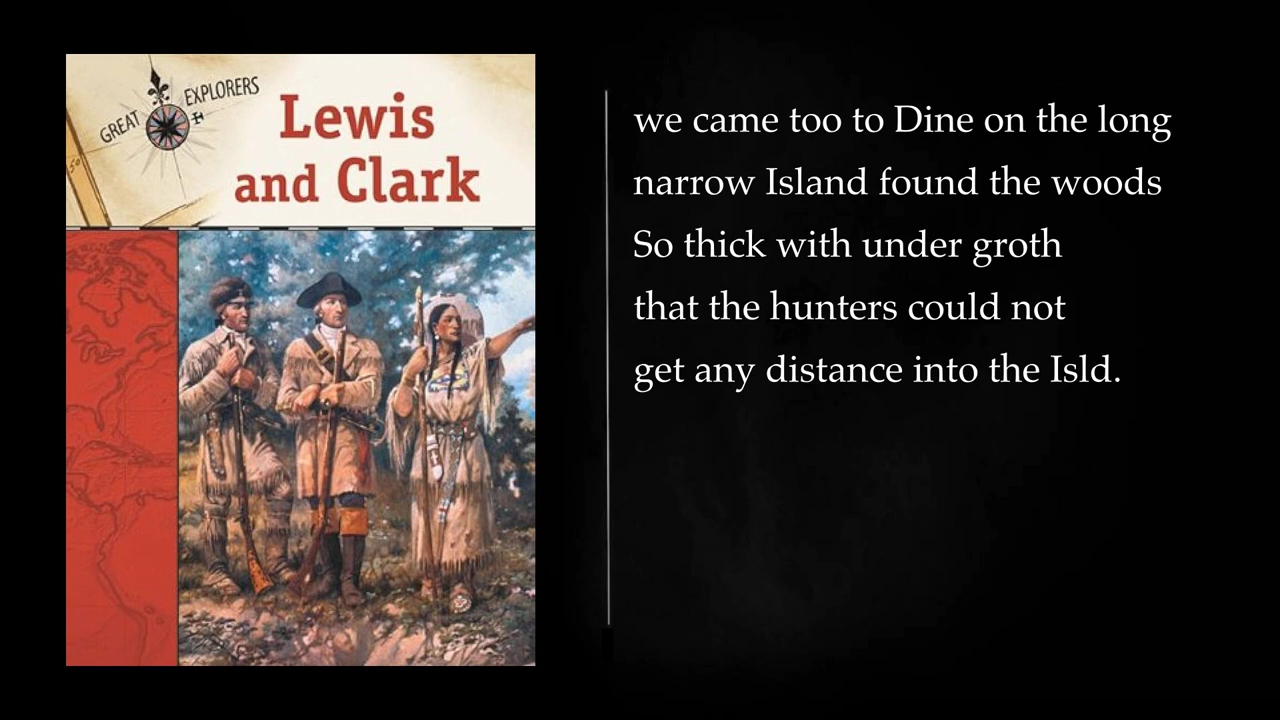 GREAT EXPLORERS
Lewis
and Clark
we came too to Dine on the long
narrow Island found the woods
So thick with under groth
that the hunters could not
get any distance into the Isld.